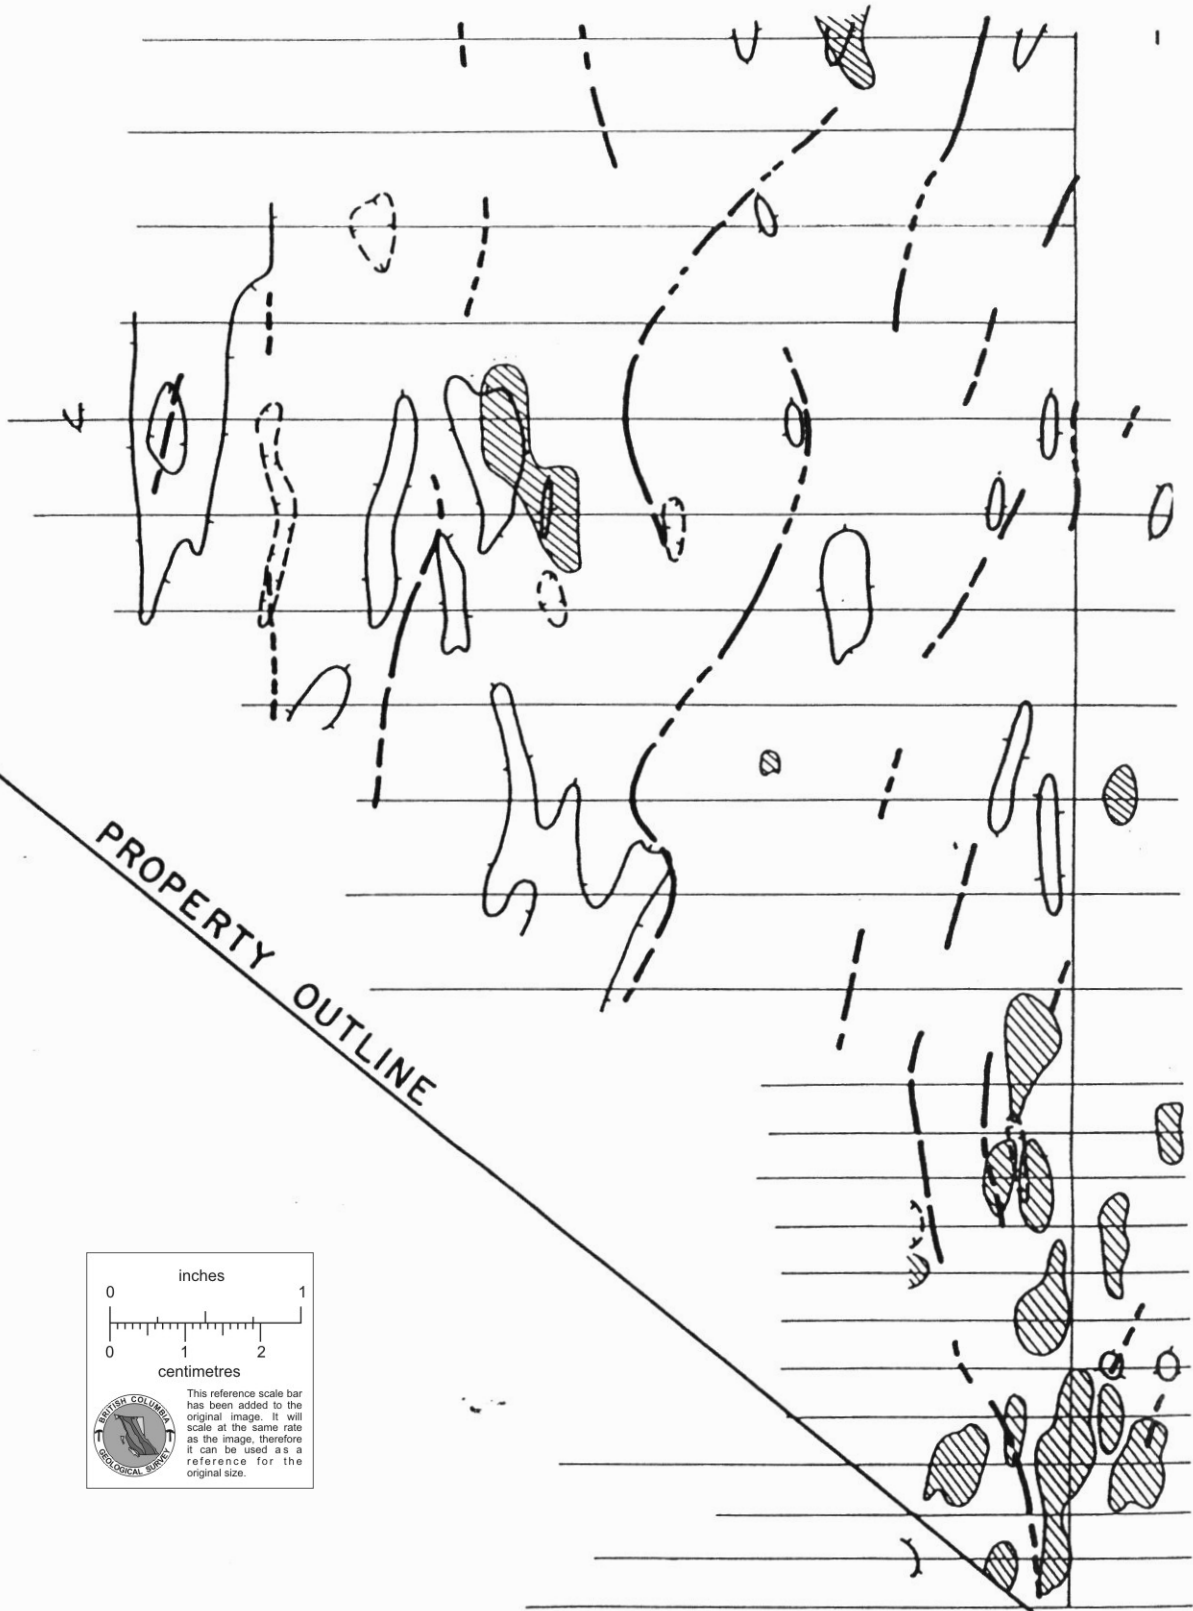 PROPERTY OUTLINE
inches
0 1
0 1 2
centimetres
BRITISH COLUMBIA
GEOLOGICAL SURVEY
This reference scale bar
has been added to the
original image. It will
scale at the same rate
as the image, therefore
it can be used as a
reference for the
original size.